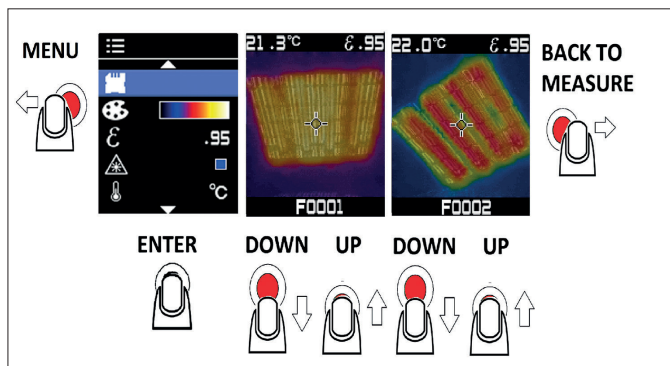 MENU
.95
°C
21.3°C ε.95
F0001
22.0°C ε.95
F0002
BACK TO
MEASURE
ENTER
DOWN UP
DOWN UP